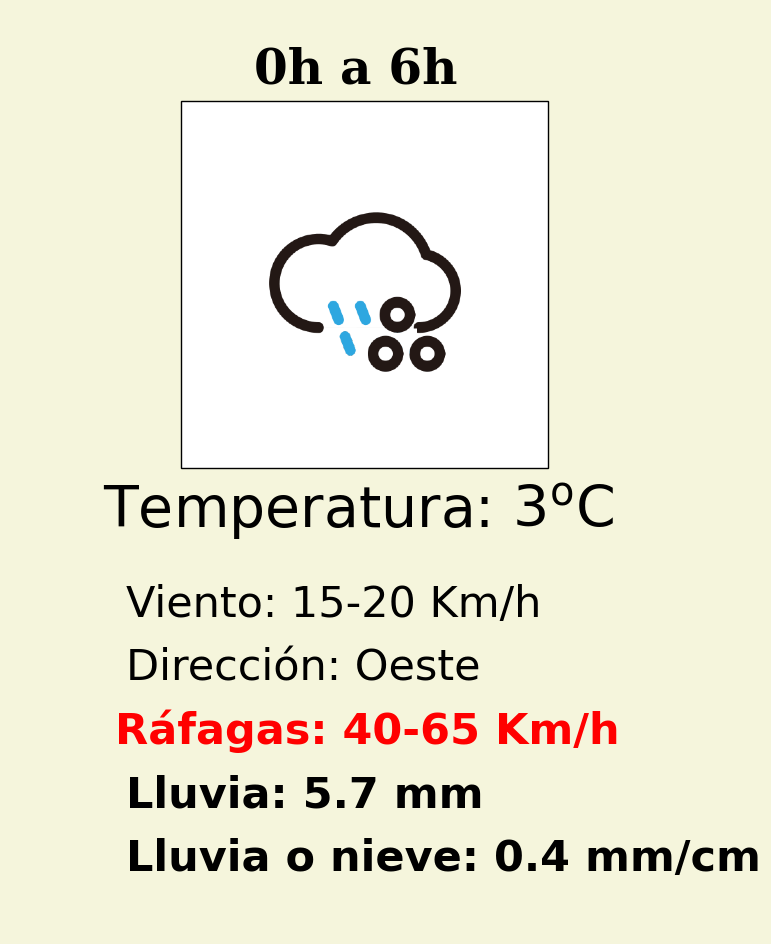 0h a 6h
Temperatura: 3ºC
Viento: 15-20 Km/h
Dirección: Oeste
Ráfagas: 40-65 Km/h
Lluvia: 5.7 mm
Lluvia o nieve: 0.4 mm/cm